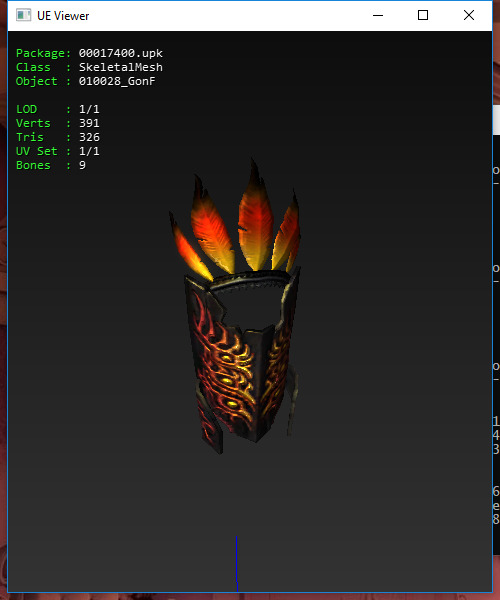 UE Viewer
Package: 00017400.upk
Class : SkeletalMesh
Object : 010028_GonF
LOD : 1/1
Verts : 391
Tris : 326
UV Set : 1/1
Bones : 9